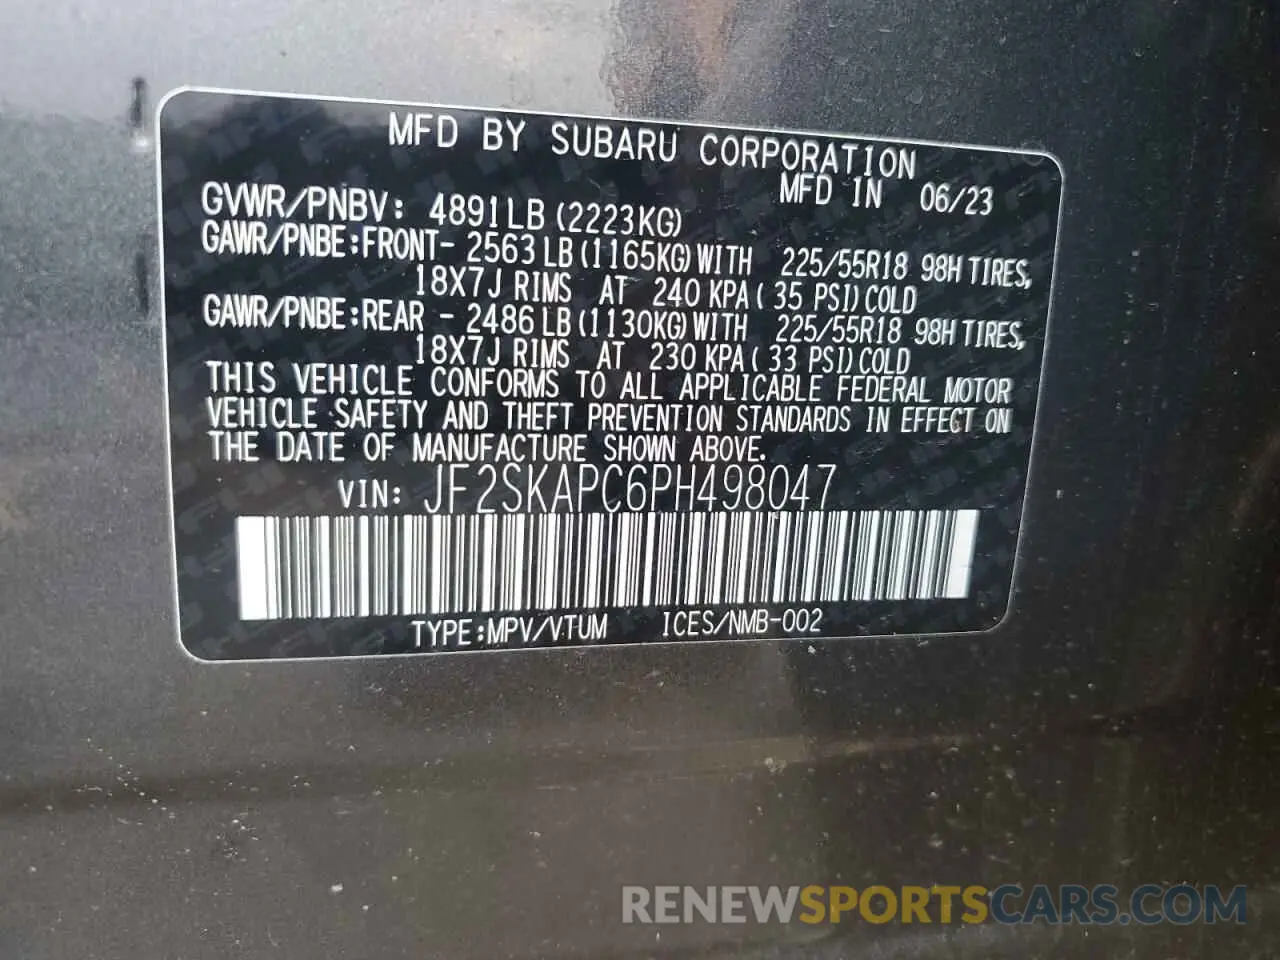 MFD BY SUBARU CORPORATION
MFD IN 06/23
GVWR/PNBV: 4891LB (2223KG)
GAWR/PNBE:FRONT- 2563LB (1165KG) WITH 225/55R18 98H TIRES,
18X7J RIMS AT 240 KPA ( 35 PSI) COLD
GAWR/PNBE:REAR - 2486LB (1130KG) WITH 225/55R18 98H TIRES,
18X7J RIMS AT 230 KPA ( 33 PSI) COLD
THIS VEHICLE CONFORMS TO ALL APPLICABLE FEDERAL MOTOR
VEHICLE SAFETY AND THEFT PREVENTION STANDARDS IN EFFECT ON
THE DATE OF MANUFACTURE SHOWN ABOVE.
VIN: JF2SKAPC6PH498047
TYPE:MPV/VTUM ICES/NMB-002
RENEWSPORTSCARS.COM